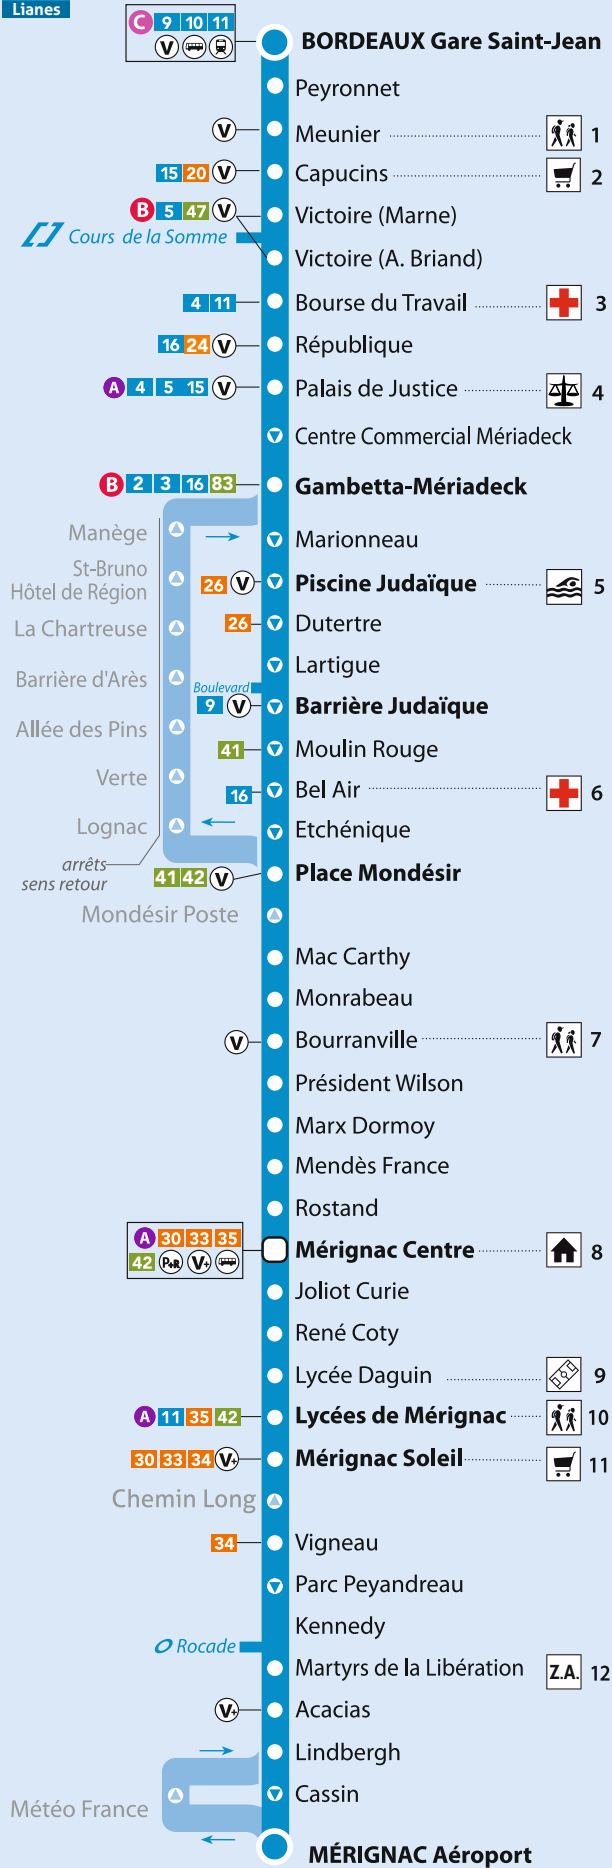 Lianes
C 9 10 11
V
BORDEAUX Gare Saint-Jean
Peyronnet
V Meunier 1
15 20 V Capucins 2
B 5 47 V Victoire (Marne)
Cours de la Somme
Victoire (A. Briand)
4 11 Bourse du Travail 3
16 24 V République
A 4 5 15 V Palais de Justice 4
Centre Commercial Mériadeck
B 2 3 16 83 Gambetta-Mériadeck
Manège
Marionneau
St-Bruno
Hôtel de Région
26 V Piscine Judaïque 5
La Chartreuse
26 Dutertre
Lartigue
Barrière d'Arès
Boulevard
9 V Barrière Judaïque
Allée des Pins
41 Moulin Rouge
Verte
16 Bel Air 6
Lognac
Etchénique
arrêts
sens retour
41 42 V Place Mondésir
Mondésir Poste
Mac Carthy
Monrabeau
V Bourranville 7
Président Wilson
Marx Dormoy
Mendès France
Rostand
A 30 33 35
42 P+R V+
Mérignac Centre 8
Joliot Curie
René Coty
Lycée Daguin 9
A 11 35 42 Lycées de Mérignac 10
30 33 34 V+ Mérignac Soleil 11
Chemin Long
34 Vigneau
Parc Peyandreau
Kennedy
Rocade
Martyrs de la Libération Z.A. 12
V+ Acacias
Lindbergh
Cassin
Météo France
MÉRIGNAC Aéroport